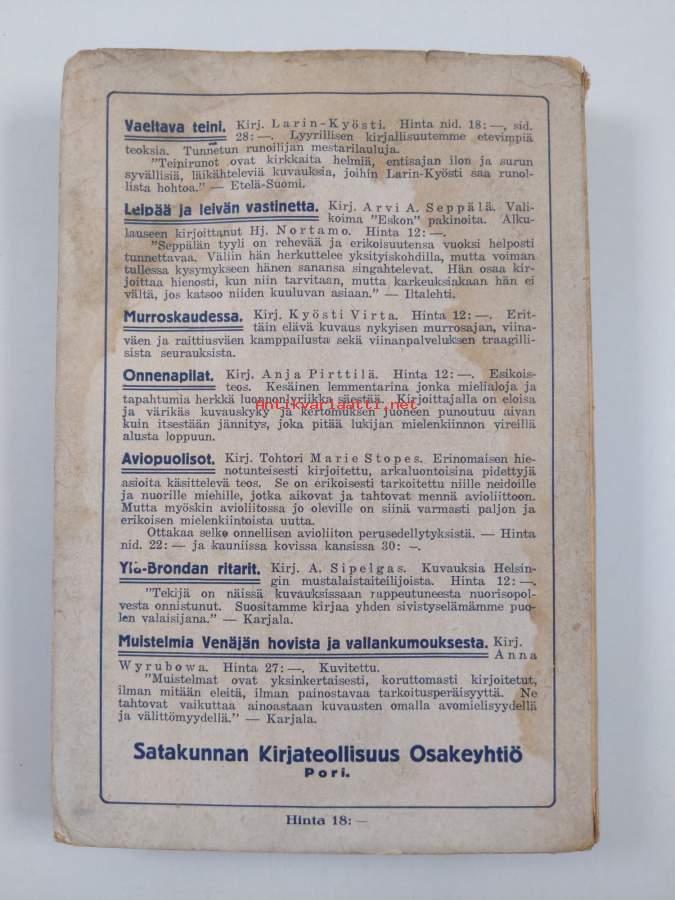 Vaeltava teini. Kirj. Larin-Kyösti. Hinta nid. 18: —, sid.
28: —. Lyyrillisen kirjallisuutemme etevimpiä
teoksia. Tunnetun runoilijan mestarilauluja.
"Teinirunot ovat kirkkaita helmiä, entisajan ilon ja surun
syvällisiä, läikähteleviä kuvauksia, joihin Larin-Kyösti saa runol-
lista hohtoa." — Etelä-Suomi.
Leipää ja leivän vastinetta. Kirj. Arvi A. Seppälä. Vali-
koima "Eskon" pakinoita. Alku-
lauseen kirjoittanut Hj. Nortamo. Hinta 12: —.
"Seppälän tyyli on rehevää ja erikoisuutensa vuoksi helposti
tunnettavaa. Väliin hän herkuttelee yksityiskohdilla, mutta voiman
tullessa kysymykseen hänen sanansa singahtelevat. Hän osaa kir-
joittaa hienosti, kun niin tarvitaan, mutta karkeuksiakaan hän ei
vältä, jos katsoo niiden kuuluvan asiaan." — Iltalehti.
Murroskaudessa. Kirj. Kyösti Virta. Hinta 12: —. Erit-
täin elävä kuvaus nykyisen murrosajan, viina-
väen ja raittiusväen kamppailusta sekä viinanpalveluksen traagilli-
sista seurauksista.
Onnenapilat. Kirj. Anja Pirttilä. Hinta 12: —. Esikois-
teos. Kesäinen lemmentarina jonka mielialoja ja
tapahtumia herkkä luonnonlyriikka säestää. Kirjoittajalla on eloisa
ja värikäs kuvauskyky ja kertomuksen juoneen punoutuu aivan
kuin itsestään jännitys, joka pitää lukijan mielenkiinnon vireillä
alusta loppuun.
Antikvariaatti.net
Aviopuolisot. Kirj. Tohtori Marie Stopes. Erinomaisen hie-
notunteisesti kirjoitettu, arkaluontoisina pidettyjä
asioita käsittelevä teos. Se on erikoisesti tarkoitettu niille neidoille
ja nuorille miehille, jotka aikovat ja tahtovat mennä avioliittoon.
Mutta myöskin avioliitossa jo oleville on siinä varmasti paljon ja
erikoisen mielenkiintoista uutta.
Ottakaa selko onnellisen avioliiton perusedellytyksistä. — Hinta
nid. 22: — ja kauniissa kovissa kansissa 30: —.
Ylä-Brondan ritarit. Kirj. A. Sipelgas. Kuvauksia Helsin-
gin mustalaistaiteilijoista. Hinta 12: —.
"Tekijä on näissä kuvauksissaan rappeutuneesta nuorisopol-
vesta onnistunut. Suositamme kirjaa yhden sivistyselämämme puo-
len valaisijana." — Karjala.
Muistelmia Venäjän hovista ja vallankumouksesta. Kirj.
Anna
Wyrubowa. Hinta 27: —. Kuvitettu.
"Muistelmat ovat yksinkertaisesti, koruttomasti kirjoitetut,
ilman mitään eleitä, ilman painostavaa tarkoitusperäisyyttä. Ne
tahtovat vaikuttaa ainoastaan kuvausten omalla avomielisyydellä
ja välittömyydellä." — Karjala.
Satakunnan Kirjateollisuus Osakeyhtiö
Pori.
Hinta 18: —